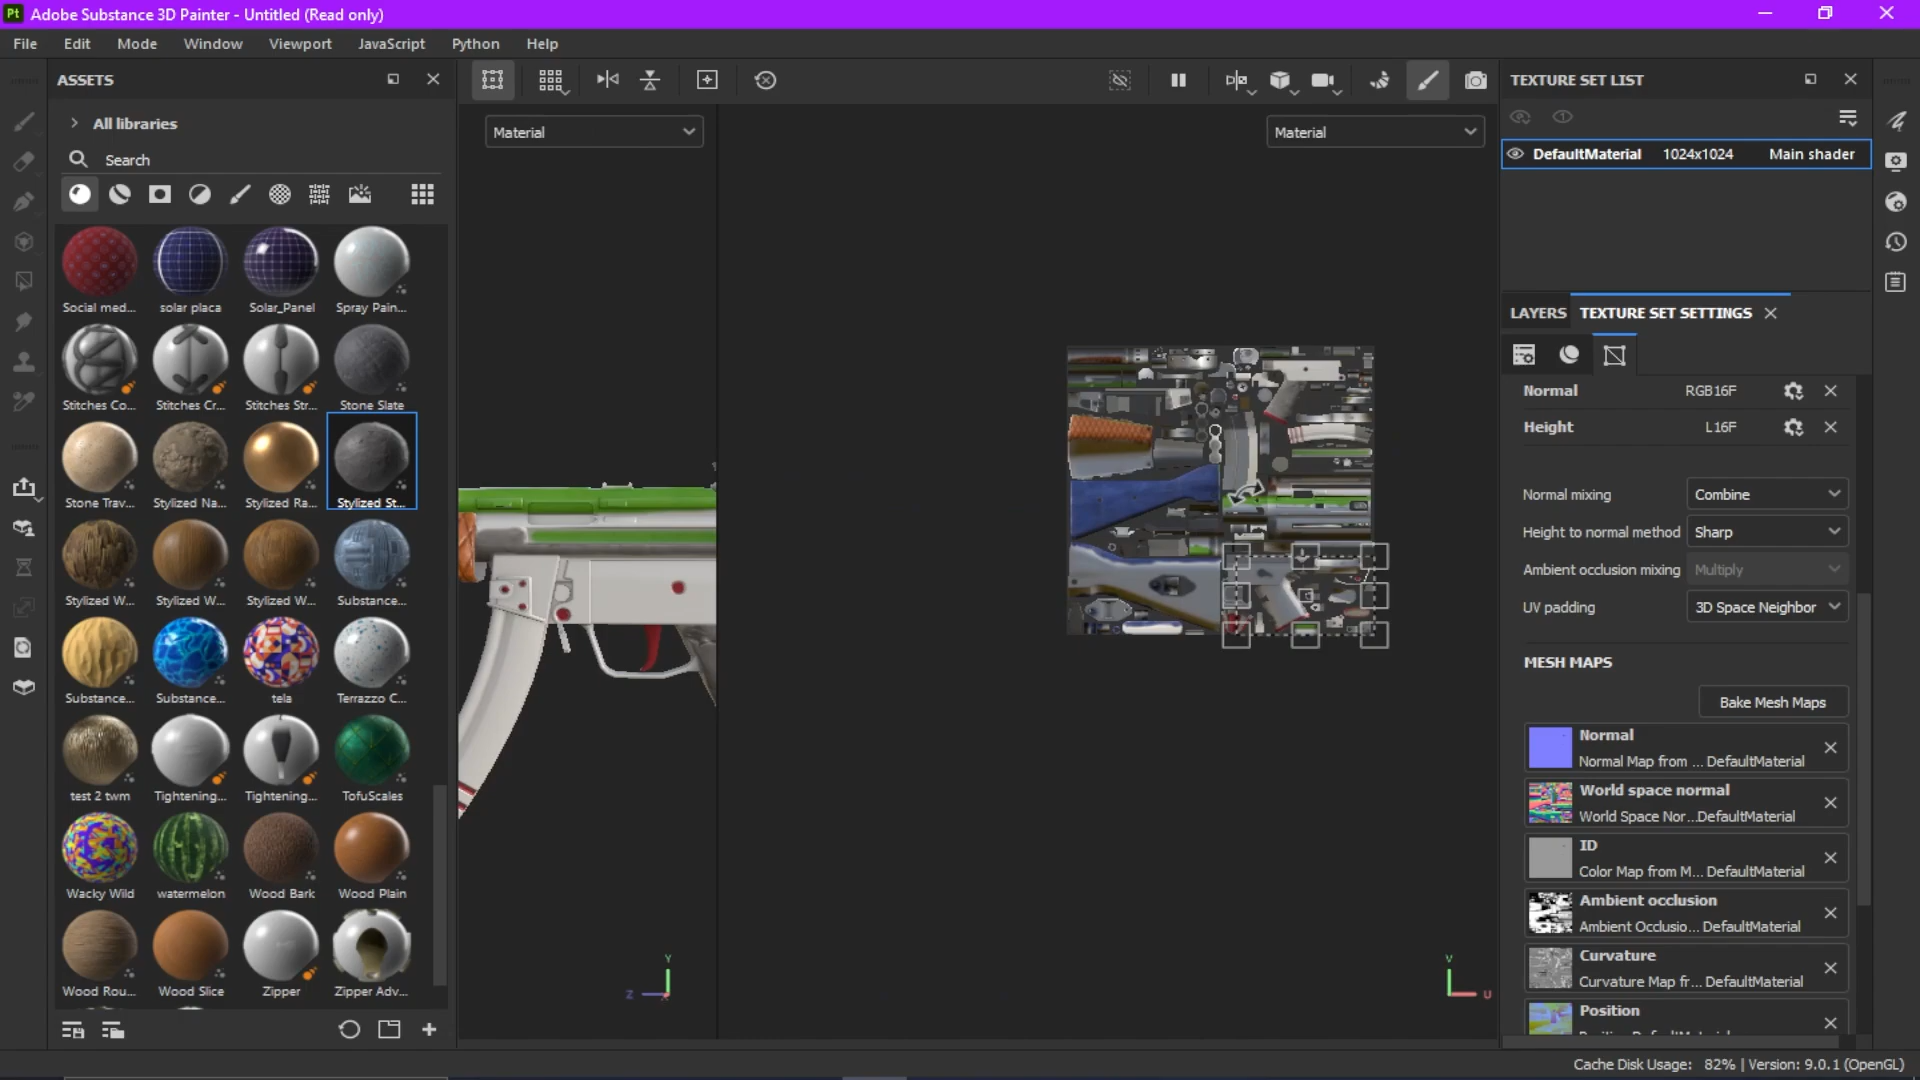 Pt Adobe Substance 3D Painter - Untitled (Read only)
File Edit Mode Window Viewport JavaScript Python Help
ASSETS
All libraries
Search
Social med... solar placa Solar_Panel Spray Pain...
Stitches Co... Stitches Cr... Stitches Str... Stone Slate
Stone Trav... Stylized Na... Stylized Ra... Stylized St...
Stylized W... Stylized W... Stylized W... Substance...
Substance... Substance... tela Terrazzo C...
test 2 twm Tightening... Tightening... TofuScales
Wacky Wild watermelon Wood Bark Wood Plain
Wood Rou... Wood Slice Zipper Zipper Adv...
Material
Material
Y
Z
V
U
TEXTURE SET LIST
DefaultMaterial 1024x1024 Main shader
LAYERS TEXTURE SET SETTINGS
Normal RGB16F
Height L16F
Normal mixing Combine
Height to normal method Sharp
Ambient occlusion mixing Multiply
UV padding 3D Space Neighbor
MESH MAPS
Bake Mesh Maps
Normal
Normal Map from ... DefaultMaterial
World space normal
World Space Nor...DefaultMaterial
ID
Color Map from M... DefaultMaterial
Ambient occlusion
Ambient Occlusio... DefaultMaterial
Curvature
Curvature Map fr... DefaultMaterial
Position
Cache Disk Usage: 82% | Version: 9.0.1 (OpenGL)